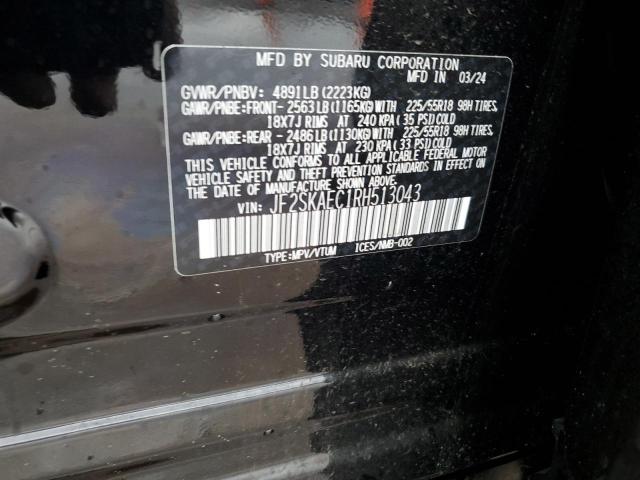 MFD BY SUBARU CORPORATION
MFD IN 03/24
GVWR/PNBV: 4891LB (2223KG)
GAWR/PNBE:FRONT- 2563LB (1165KG)WITH 225/55R18 98H TIRES,
18X7J RIMS AT 240 KPA (35 PSI)COLD
GAWR/PNBE:REAR - 2486LB (1130KG)WITH 225/55R18 98H TIRES,
18X7J RIMS AT 230 KPA (33 PSI)COLD
THIS VEHICLE CONFORMS TO ALL APPLICABLE FEDERAL MOTOR
VEHICLE SAFETY AND THEFT PREVENTION STANDARDS IN EFFECT ON
THE DATE OF MANUFACTURE SHOWN ABOVE.
VIN: JF2SKAEC1RH513043
TYPE:MPV/VTUM ICES/NMB-002